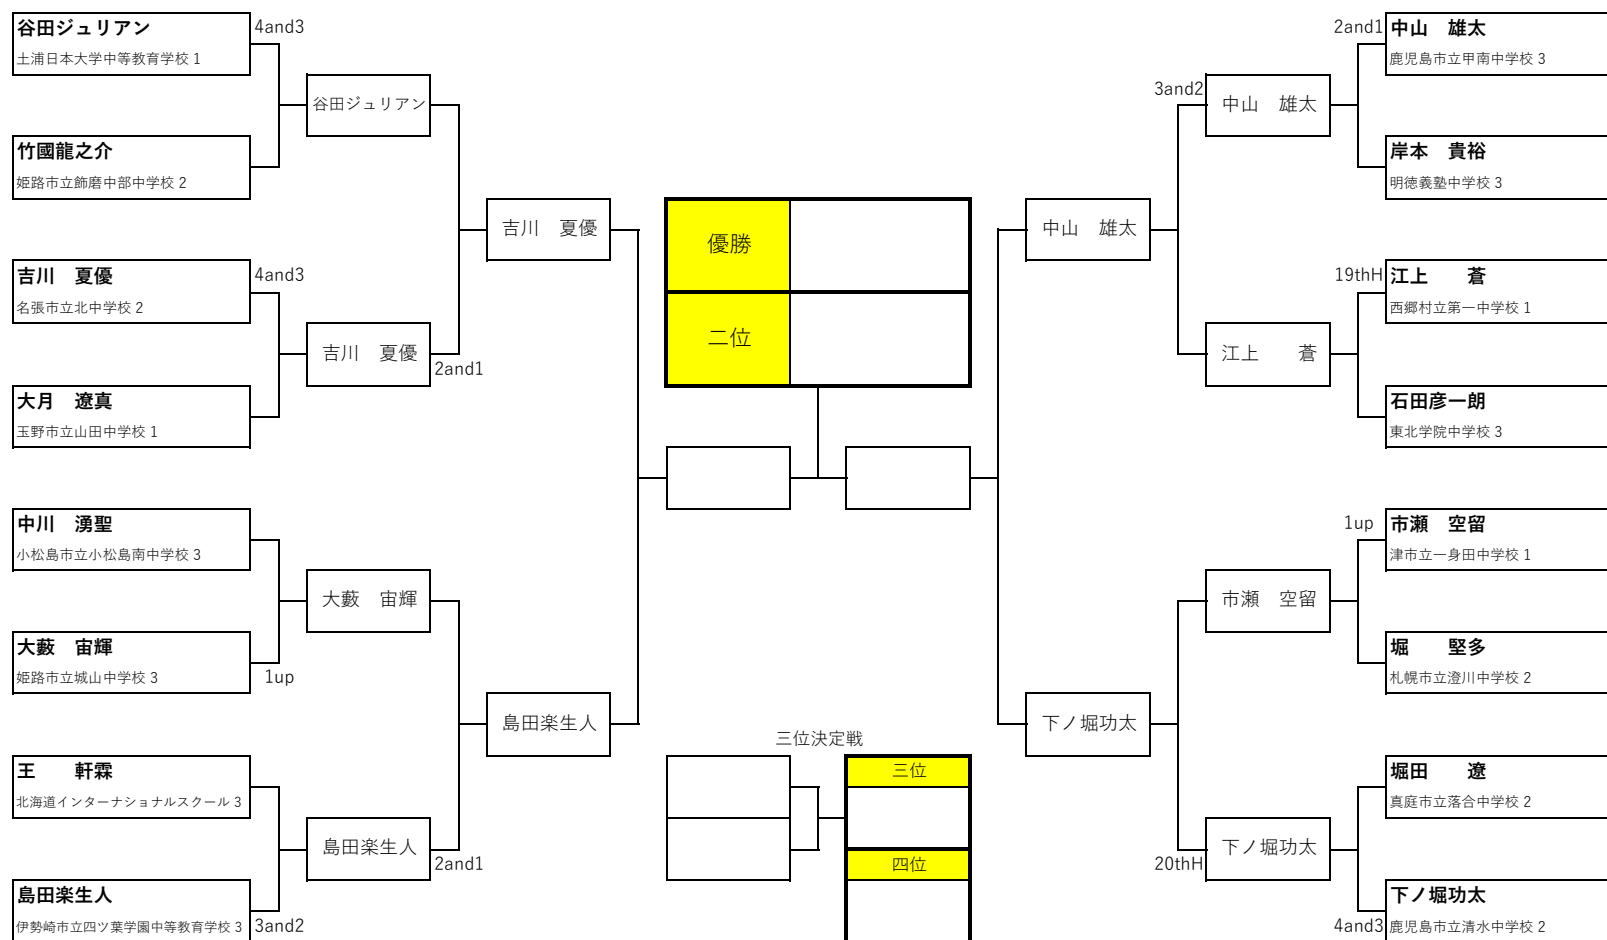 谷田ジュリアン
土浦日本大学中等教育学校 1
4and3
竹國龍之介
姫路市立飾磨中部中学校 2
谷田ジュリアン
吉川　夏優
名張市立北中学校 2
4and3
大月　遼真
玉野市立山田中学校 1
吉川　夏優
2and1
吉川　夏優
中川　湧聖
小松島市立小松島南中学校 3
大藪　宙輝
姫路市立城山中学校 3
1up
大藪　宙輝
王　　軒霖
北海道インターナショナルスクール 3
島田楽生人
伊勢崎市立四ツ葉学園中等教育学校 3
3and2
島田楽生人
2and1
島田楽生人
優勝
二位
三位決定戦
三位
四位
中山　雄太
3and2
中山　雄太
2and1
中山　雄太
鹿児島市立甲南中学校 3
岸本　貴裕
明徳義塾中学校 3
江上　　蒼
19thH
江上　　蒼
西郷村立第一中学校 1
石田彦一朗
東北学院中学校 3
下ノ堀功太
市瀬　空留
1up
市瀬　空留
津市立一身田中学校 1
堀　　堅多
札幌市立澄川中学校 2
20thH
下ノ堀功太
堀田　　遼
真庭市立落合中学校 2
4and3
下ノ堀功太
鹿児島市立清水中学校 2